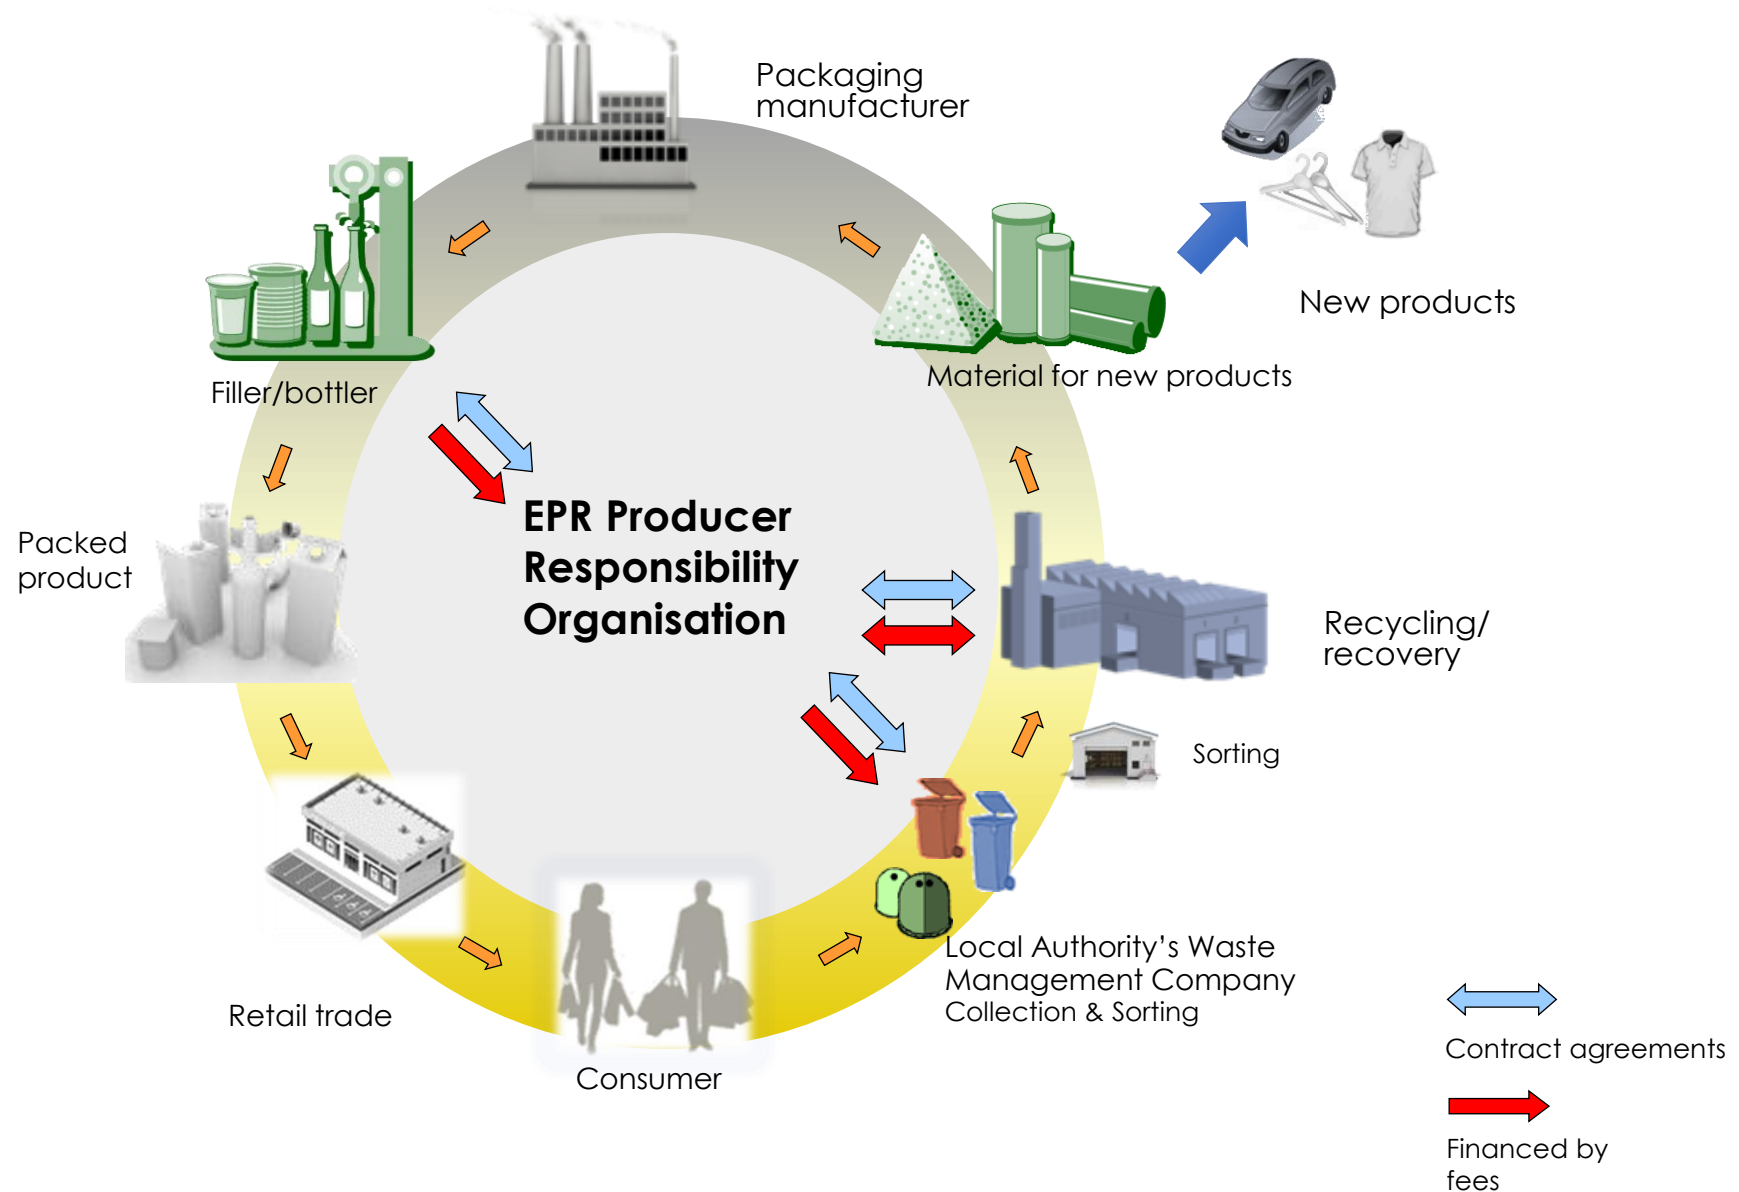 Packaging
manufacturer
New products
Material for new products
Filler/bottler
EPR Producer
Responsibility
Organisation
Packed
product
Recycling/
recovery
Sorting
Local Authority's Waste
Management Company
Collection & Sorting
Retail trade
Consumer
Contract agreements
Financed by
fees